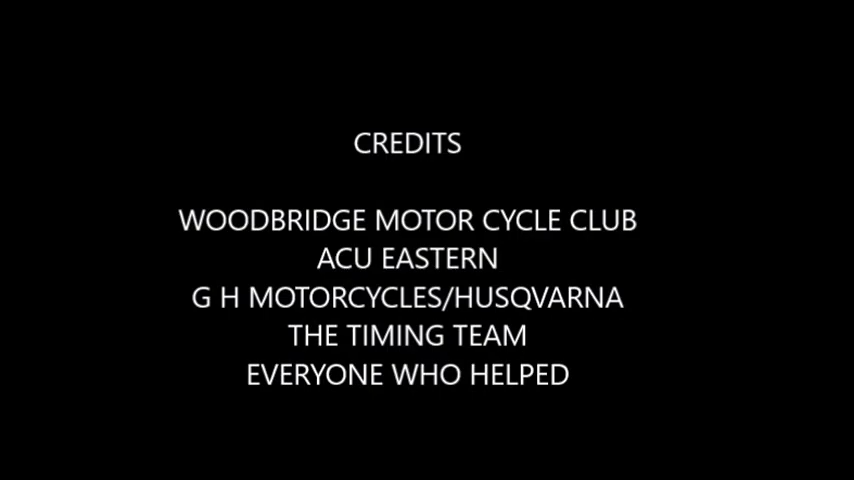 CREDITS
WOODBRIDGE MOTOR CYCLE CLUB
ACU EASTERN
G H MOTORCYCLES/HUSQVARNA
THE TIMING TEAM
EVERYONE WHO HELPED